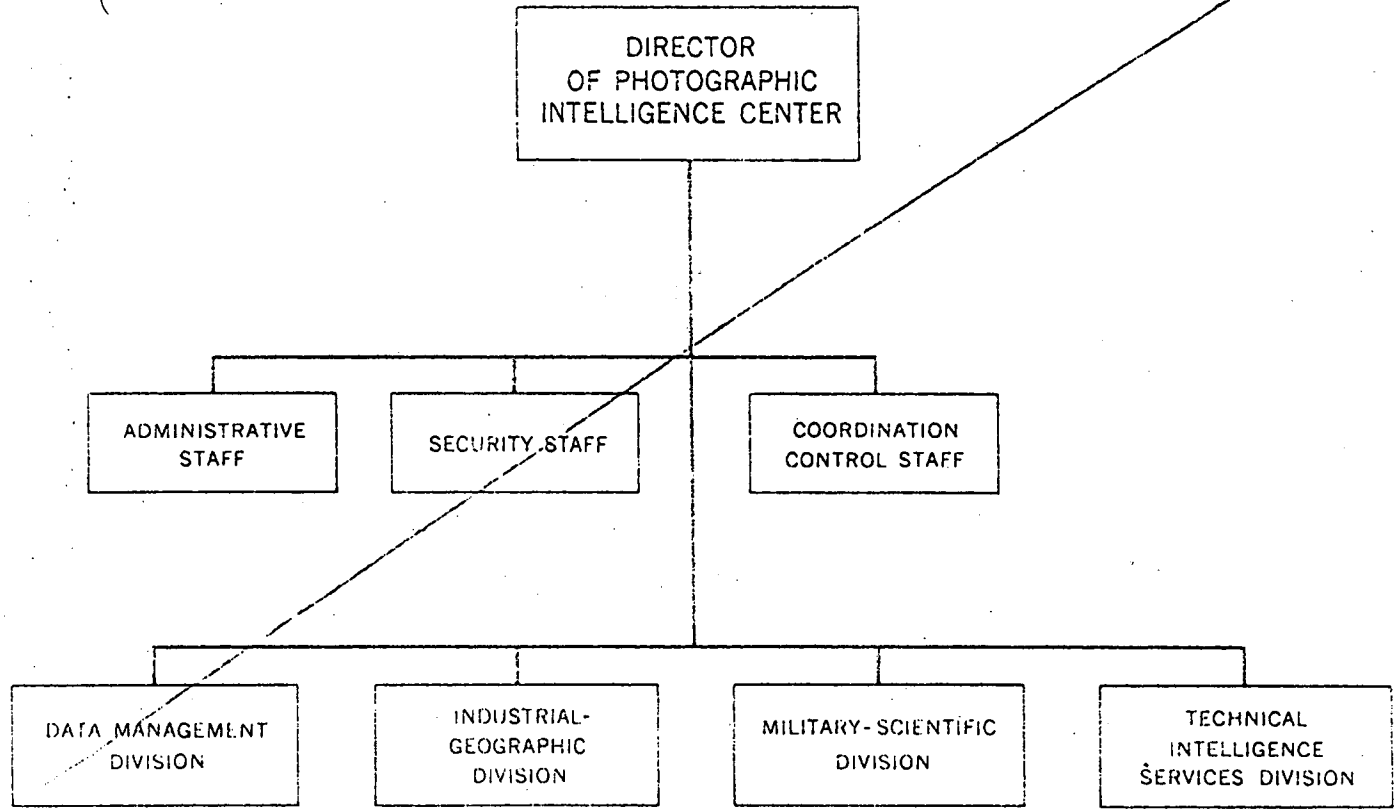 DIRECTOR
OF PHOTOGRAPHIC
INTELLIGENCE CENTER
ADMINISTRATIVE
STAFF
SECURITY STAFF
COORDINATION
CONTROL STAFF
DATA MANAGEMENT
DIVISION
INDUSTRIAL-
GEOGRAPHIC
DIVISION
MILITARY-SCIENTIFIC
DIVISION
TECHNICAL
INTELLIGENCE
SERVICES DIVISION